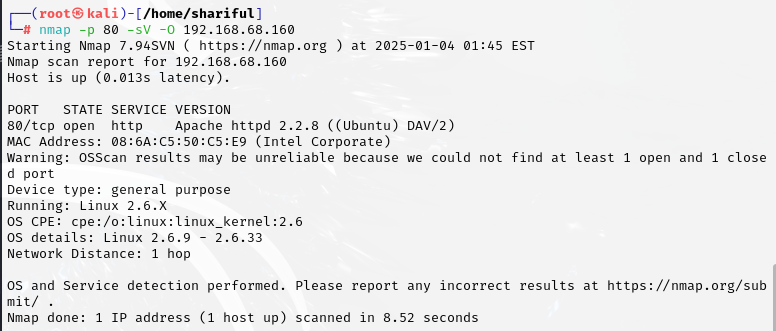 ┌──(root㉿kali)-[/home/shariful]
└─# nmap -p 80 -sV -O 192.168.68.160
Starting Nmap 7.94SVN ( https://nmap.org ) at 2025-01-04 01:45 EST
Nmap scan report for 192.168.68.160
Host is up (0.013s latency).
PORT   STATE SERVICE VERSION
80/tcp open  http    Apache httpd 2.2.8 ((Ubuntu) DAV/2)
MAC Address: 08:6A:C5:50:C5:E9 (Intel Corporate)
Warning: OSScan results may be unreliable because we could not find at least 1 open and 1 close
d port
Device type: general purpose
Running: Linux 2.6.X
OS CPE: cpe:/o:linux:linux_kernel:2.6
OS details: Linux 2.6.9 - 2.6.33
Network Distance: 1 hop
OS and Service detection performed. Please report any incorrect results at https://nmap.org/sub
mit/ .
Nmap done: 1 IP address (1 host up) scanned in 8.52 seconds